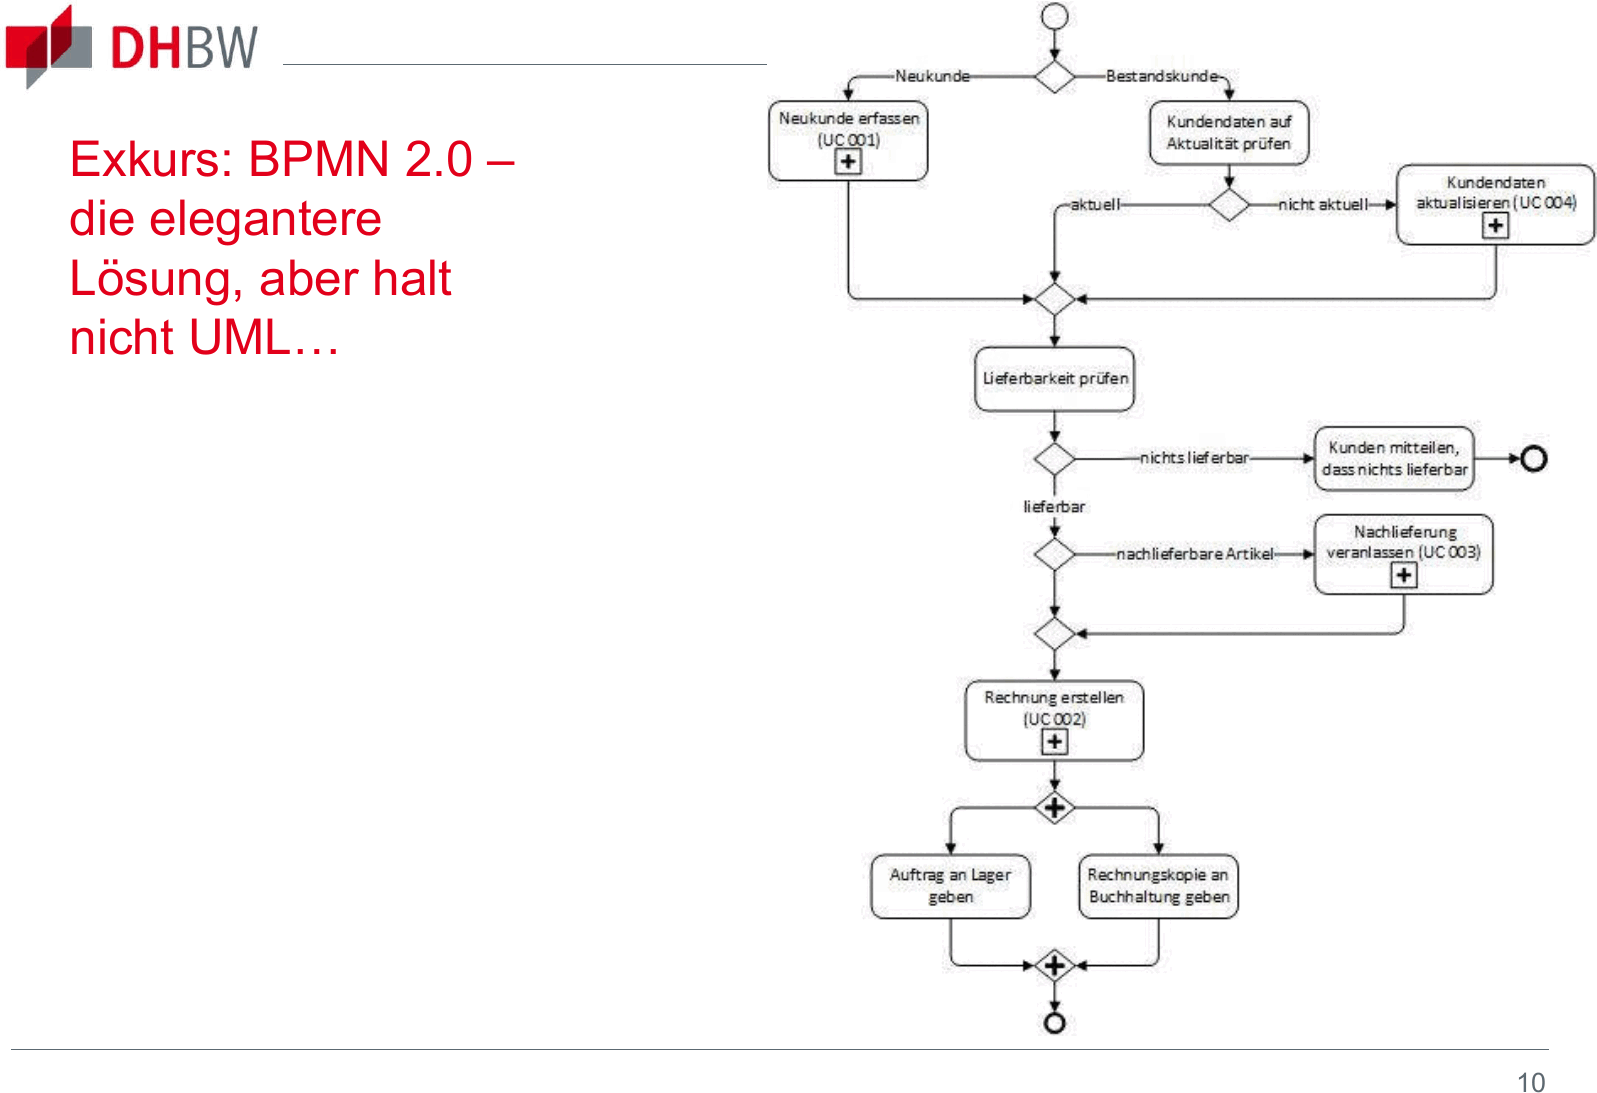 DHBW
Exkurs: BPMN 2.0 –
die elegantere
Lösung, aber halt
nicht UML…
Neukunde
Bestandskunde
Neukunde erfassen
(UC 001)
Kundendaten auf
Aktualität prüfen
Kundendaten
aktualisieren (UC 004)
aktuell
nicht aktuell
Lieferbarkeit prüfen
nichts lieferbar
Kunden mitteilen,
dass nichts lieferbar
lieferbar
nachlieferbare Artikel
Nachlieferung
veranlassen (UC 003)
Rechnung erstellen
(UC 002)
Auftrag an Lager
geben
Rechnungskopie an
Buchhaltung geben
10